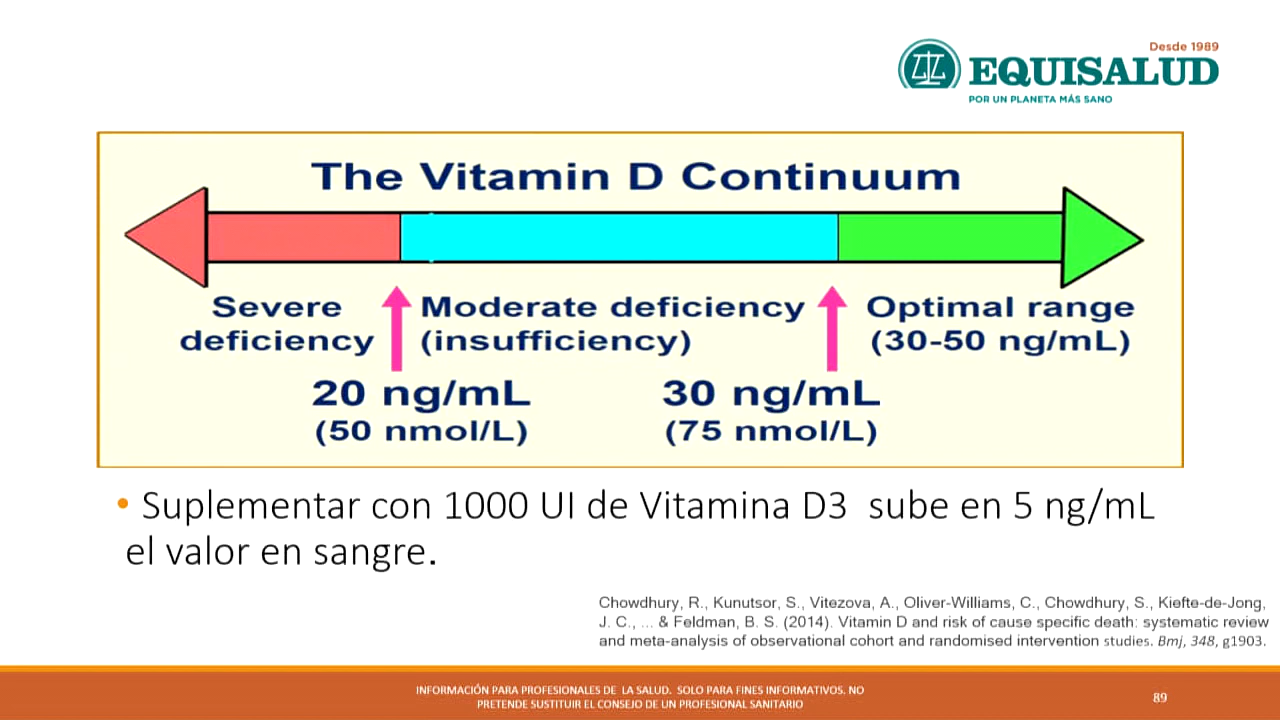 Desde 1989
EQUISALUD
POR UN PLANETA MÁS SANO
The Vitamin D Continuum
Severe
deficiency
Moderate deficiency
(insufficiency)
Optimal range
(30-50 ng/mL)
20 ng/mL
(50 nmol/L)
30 ng/mL
(75 nmol/L)
• Suplementar con 1000 UI de Vitamina D3 sube en 5 ng/mL
el valor en sangre.
Chowdhury, R., Kunutsor, S., Vitezova, A., Oliver-Williams, C., Chowdhury, S., Kiefte-de-Jong,
J. C., ... & Feldman, B. S. (2014). Vitamin D and risk of cause specific death: systematic review
and meta-analysis of observational cohort and randomised intervention studies. Bmj, 348, g1903.
INFORMACIÓN PARA PROFESIONALES DE LA SALUD. SOLO PARA FINES INFORMATIVOS. NO
PRETENDE SUSTITUIR EL CONSEJO DE UN PROFESIONAL SANITARIO
89